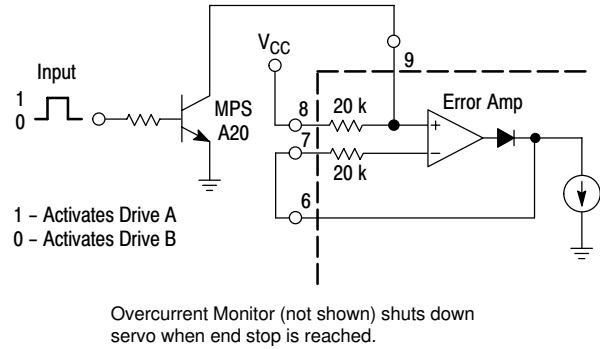 Input
1
0
MPS
A20
V_CC
9
8
20 k
Error Amp
+
7
−
20 k
6
1 – Activates Drive A
0 – Activates Drive B
Overcurrent Monitor (not shown) shuts down
servo when end stop is reached.